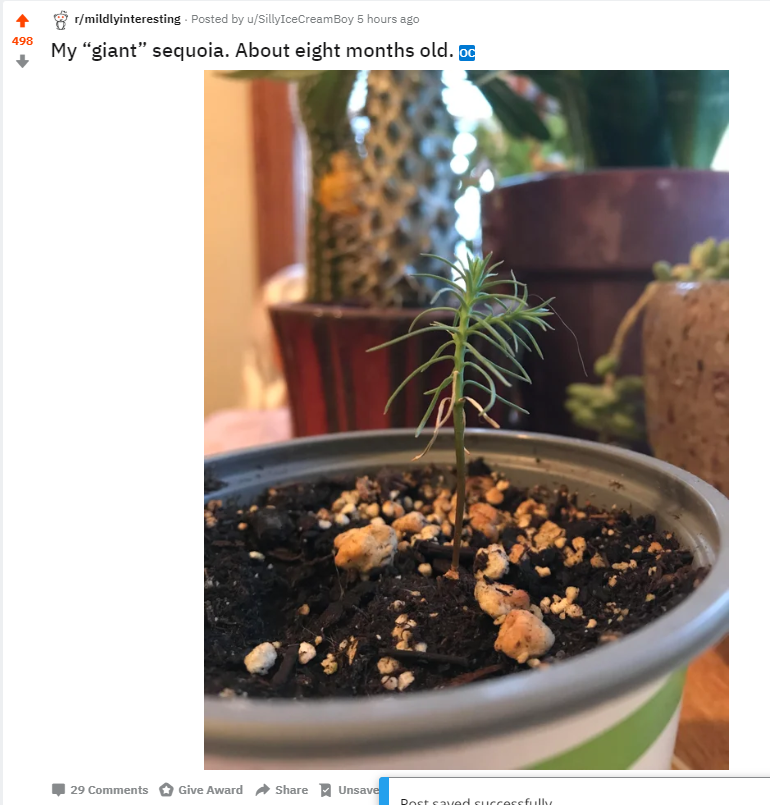 r/mildlyinteresting · Posted by u/SillyIceCreamBoy 5 hours ago
498
My “giant” sequoia. About eight months old. OC
29 Comments Give Award Share Unsave
Post saved successfully